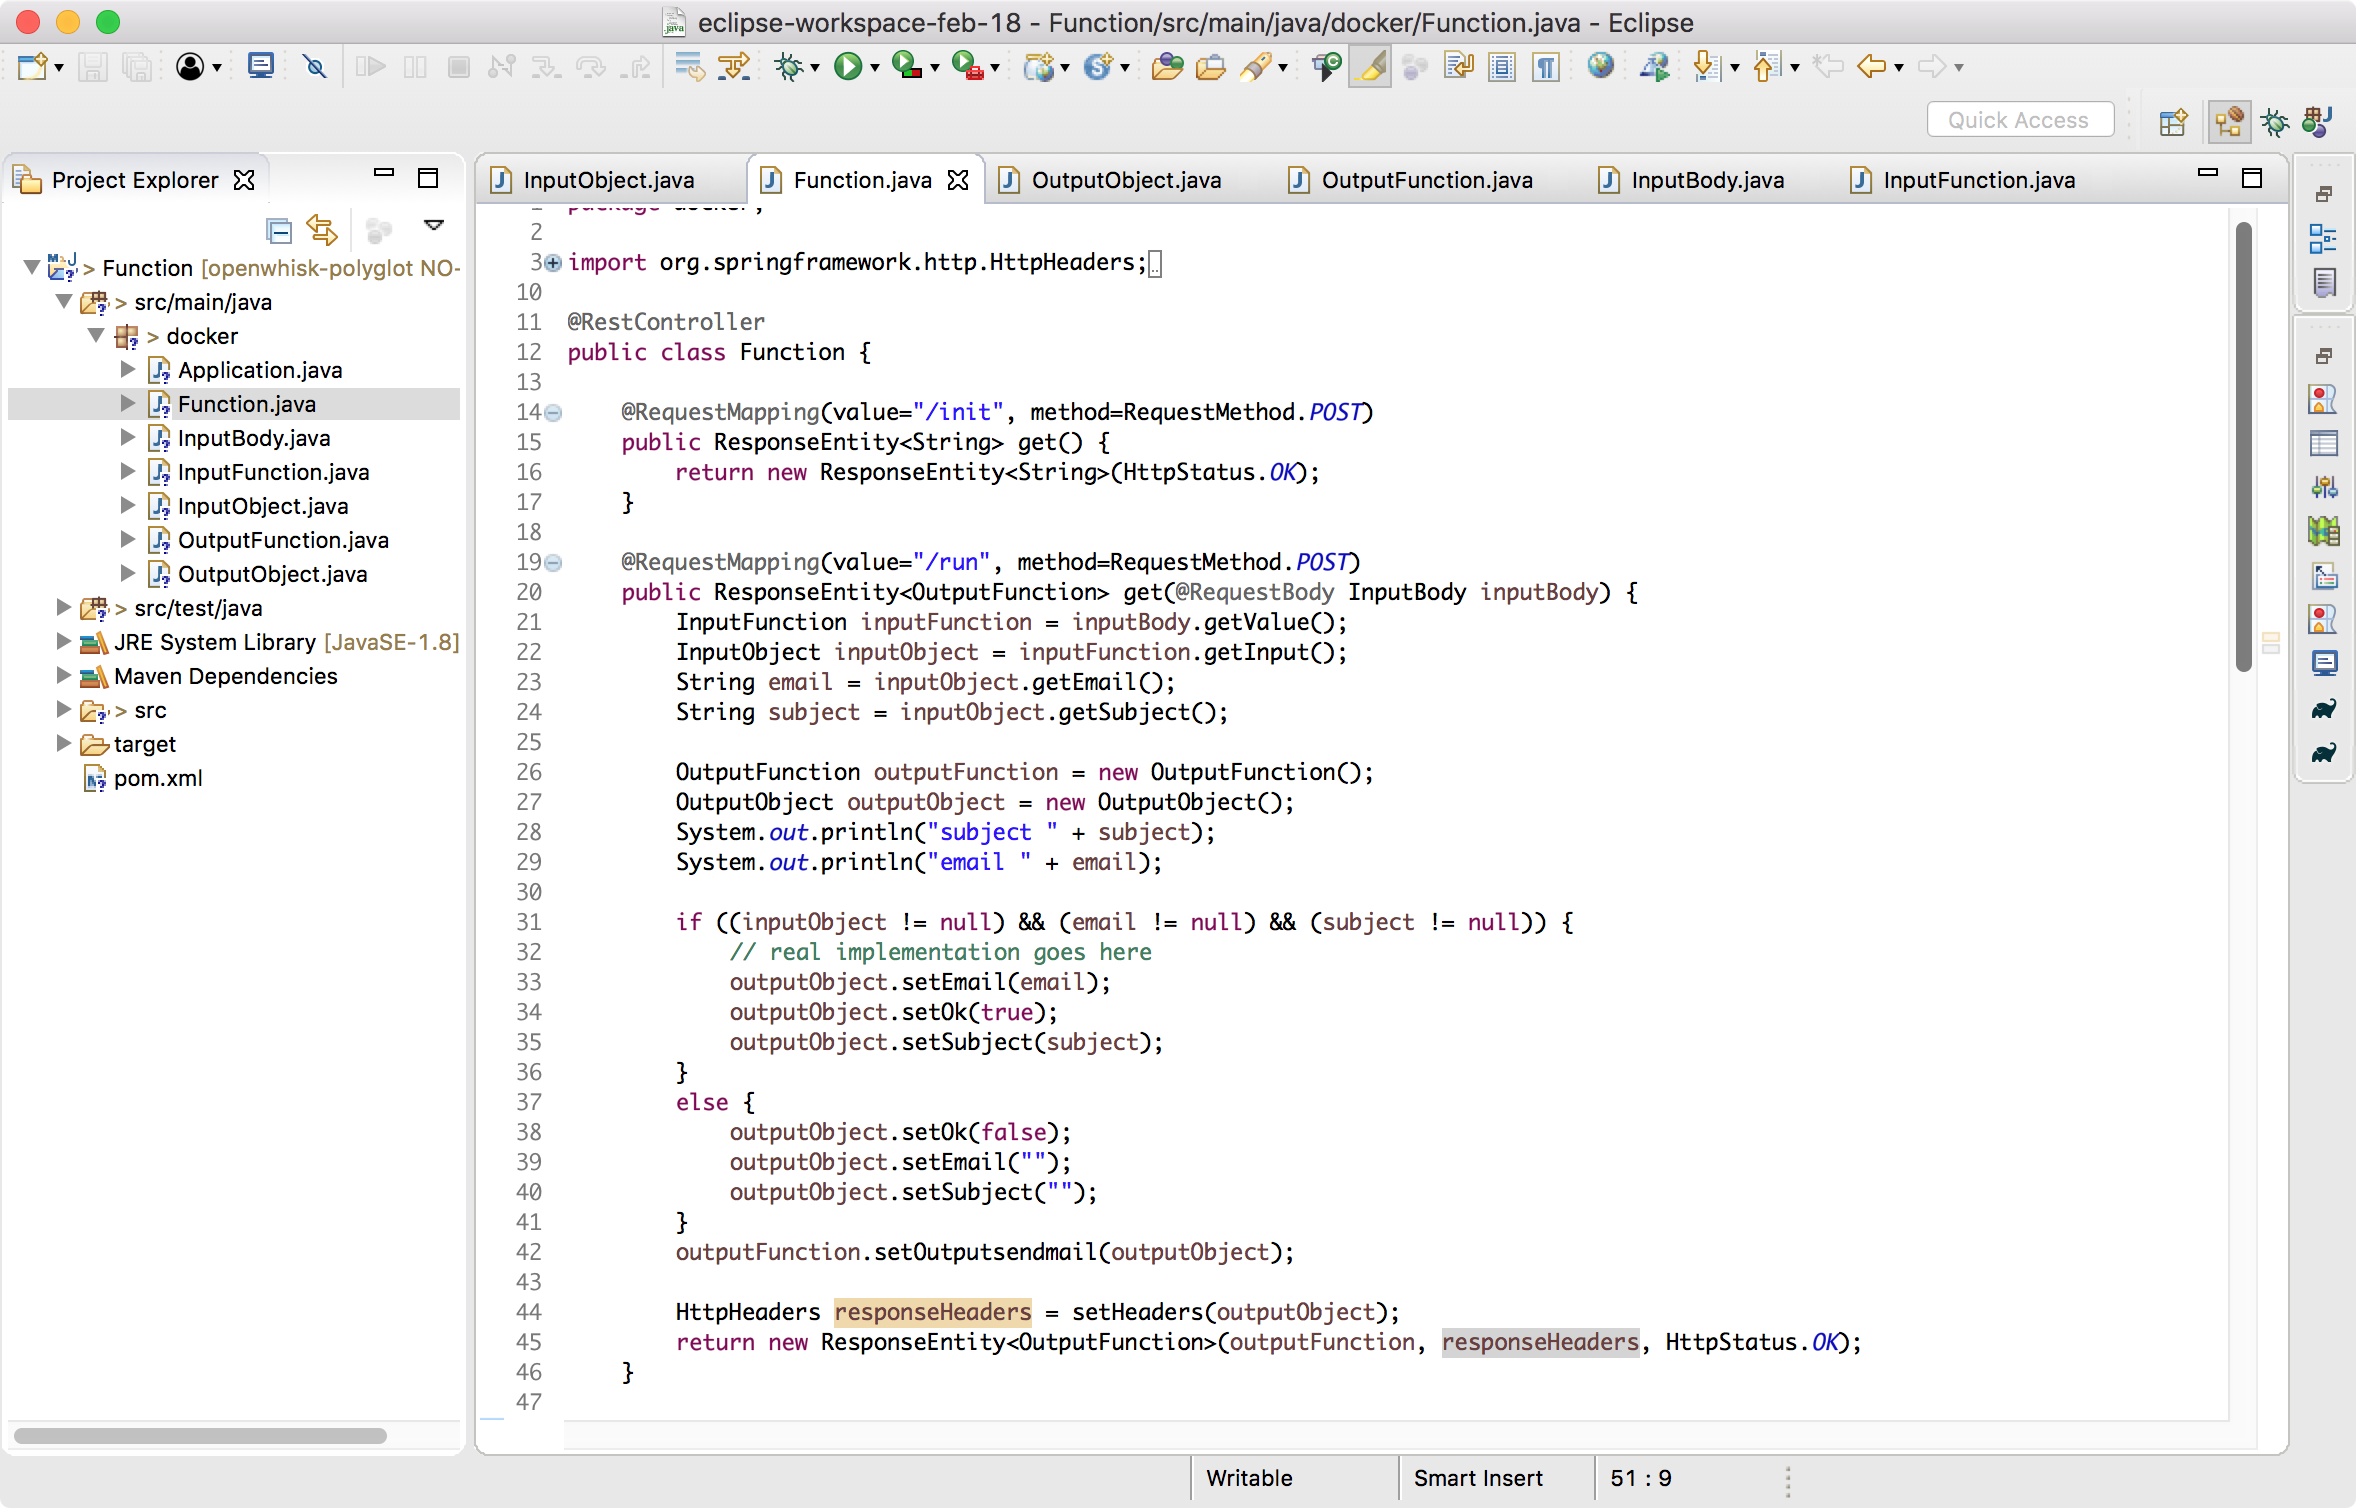 eclipse-workspace-feb-18 - Function/src/main/java/docker/Function.java - Eclipse
Quick Access
Project Explorer
> Function [openwhisk-polyglot NO-
> src/main/java
> docker
Application.java
Function.java
InputBody.java
InputFunction.java
InputObject.java
OutputFunction.java
OutputObject.java
> src/test/java
JRE System Library [JavaSE-1.8]
Maven Dependencies
> src
target
pom.xml
InputObject.java
Function.java
OutputObject.java
OutputFunction.java
InputBody.java
InputFunction.java
1 package docker;
2
3 import org.springframework.http.HttpHeaders;
10
11 @RestController
12 public class Function {
13
14 @RequestMapping(value="/init", method=RequestMethod.POST)
15 public ResponseEntity<String> get() {
16 return new ResponseEntity<String>(HttpStatus.OK);
17 }
18
19 @RequestMapping(value="/run", method=RequestMethod.POST)
20 public ResponseEntity<OutputFunction> get(@RequestBody InputBody inputBody) {
21 InputFunction inputFunction = inputBody.getValue();
22 InputObject inputObject = inputFunction.getInput();
23 String email = inputObject.getEmail();
24 String subject = inputObject.getSubject();
25
26 OutputFunction outputFunction = new OutputFunction();
27 OutputObject outputObject = new OutputObject();
28 System.out.println("subject " + subject);
29 System.out.println("email " + email);
30
31 if ((inputObject != null) && (email != null) && (subject != null)) {
32 // real implementation goes here
33 outputObject.setEmail(email);
34 outputObject.setOk(true);
35 outputObject.setSubject(subject);
36 }
37 else {
38 outputObject.setOk(false);
39 outputObject.setEmail("");
40 outputObject.setSubject("");
41 }
42 outputFunction.setOutputsendmail(outputObject);
43
44 HttpHeaders responseHeaders = setHeaders(outputObject);
45 return new ResponseEntity<OutputFunction>(outputFunction, responseHeaders, HttpStatus.OK);
46 }
47
Writable
Smart Insert
51 : 9